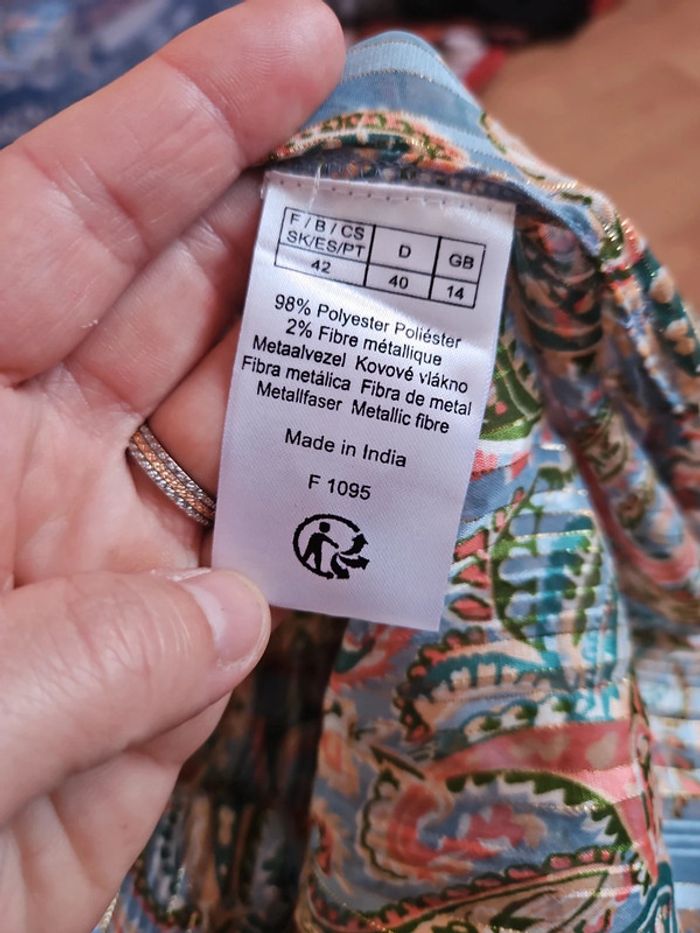 F / B / CS D GB
SK/ES/PT
42 40 14
98% Polyester Poliéster
2% Fibre métallique
Metaalvezel Kovové vlákno
Fibra metálica Fibra de metal
Metallfaser Metallic fibre
Made in India
F 1095